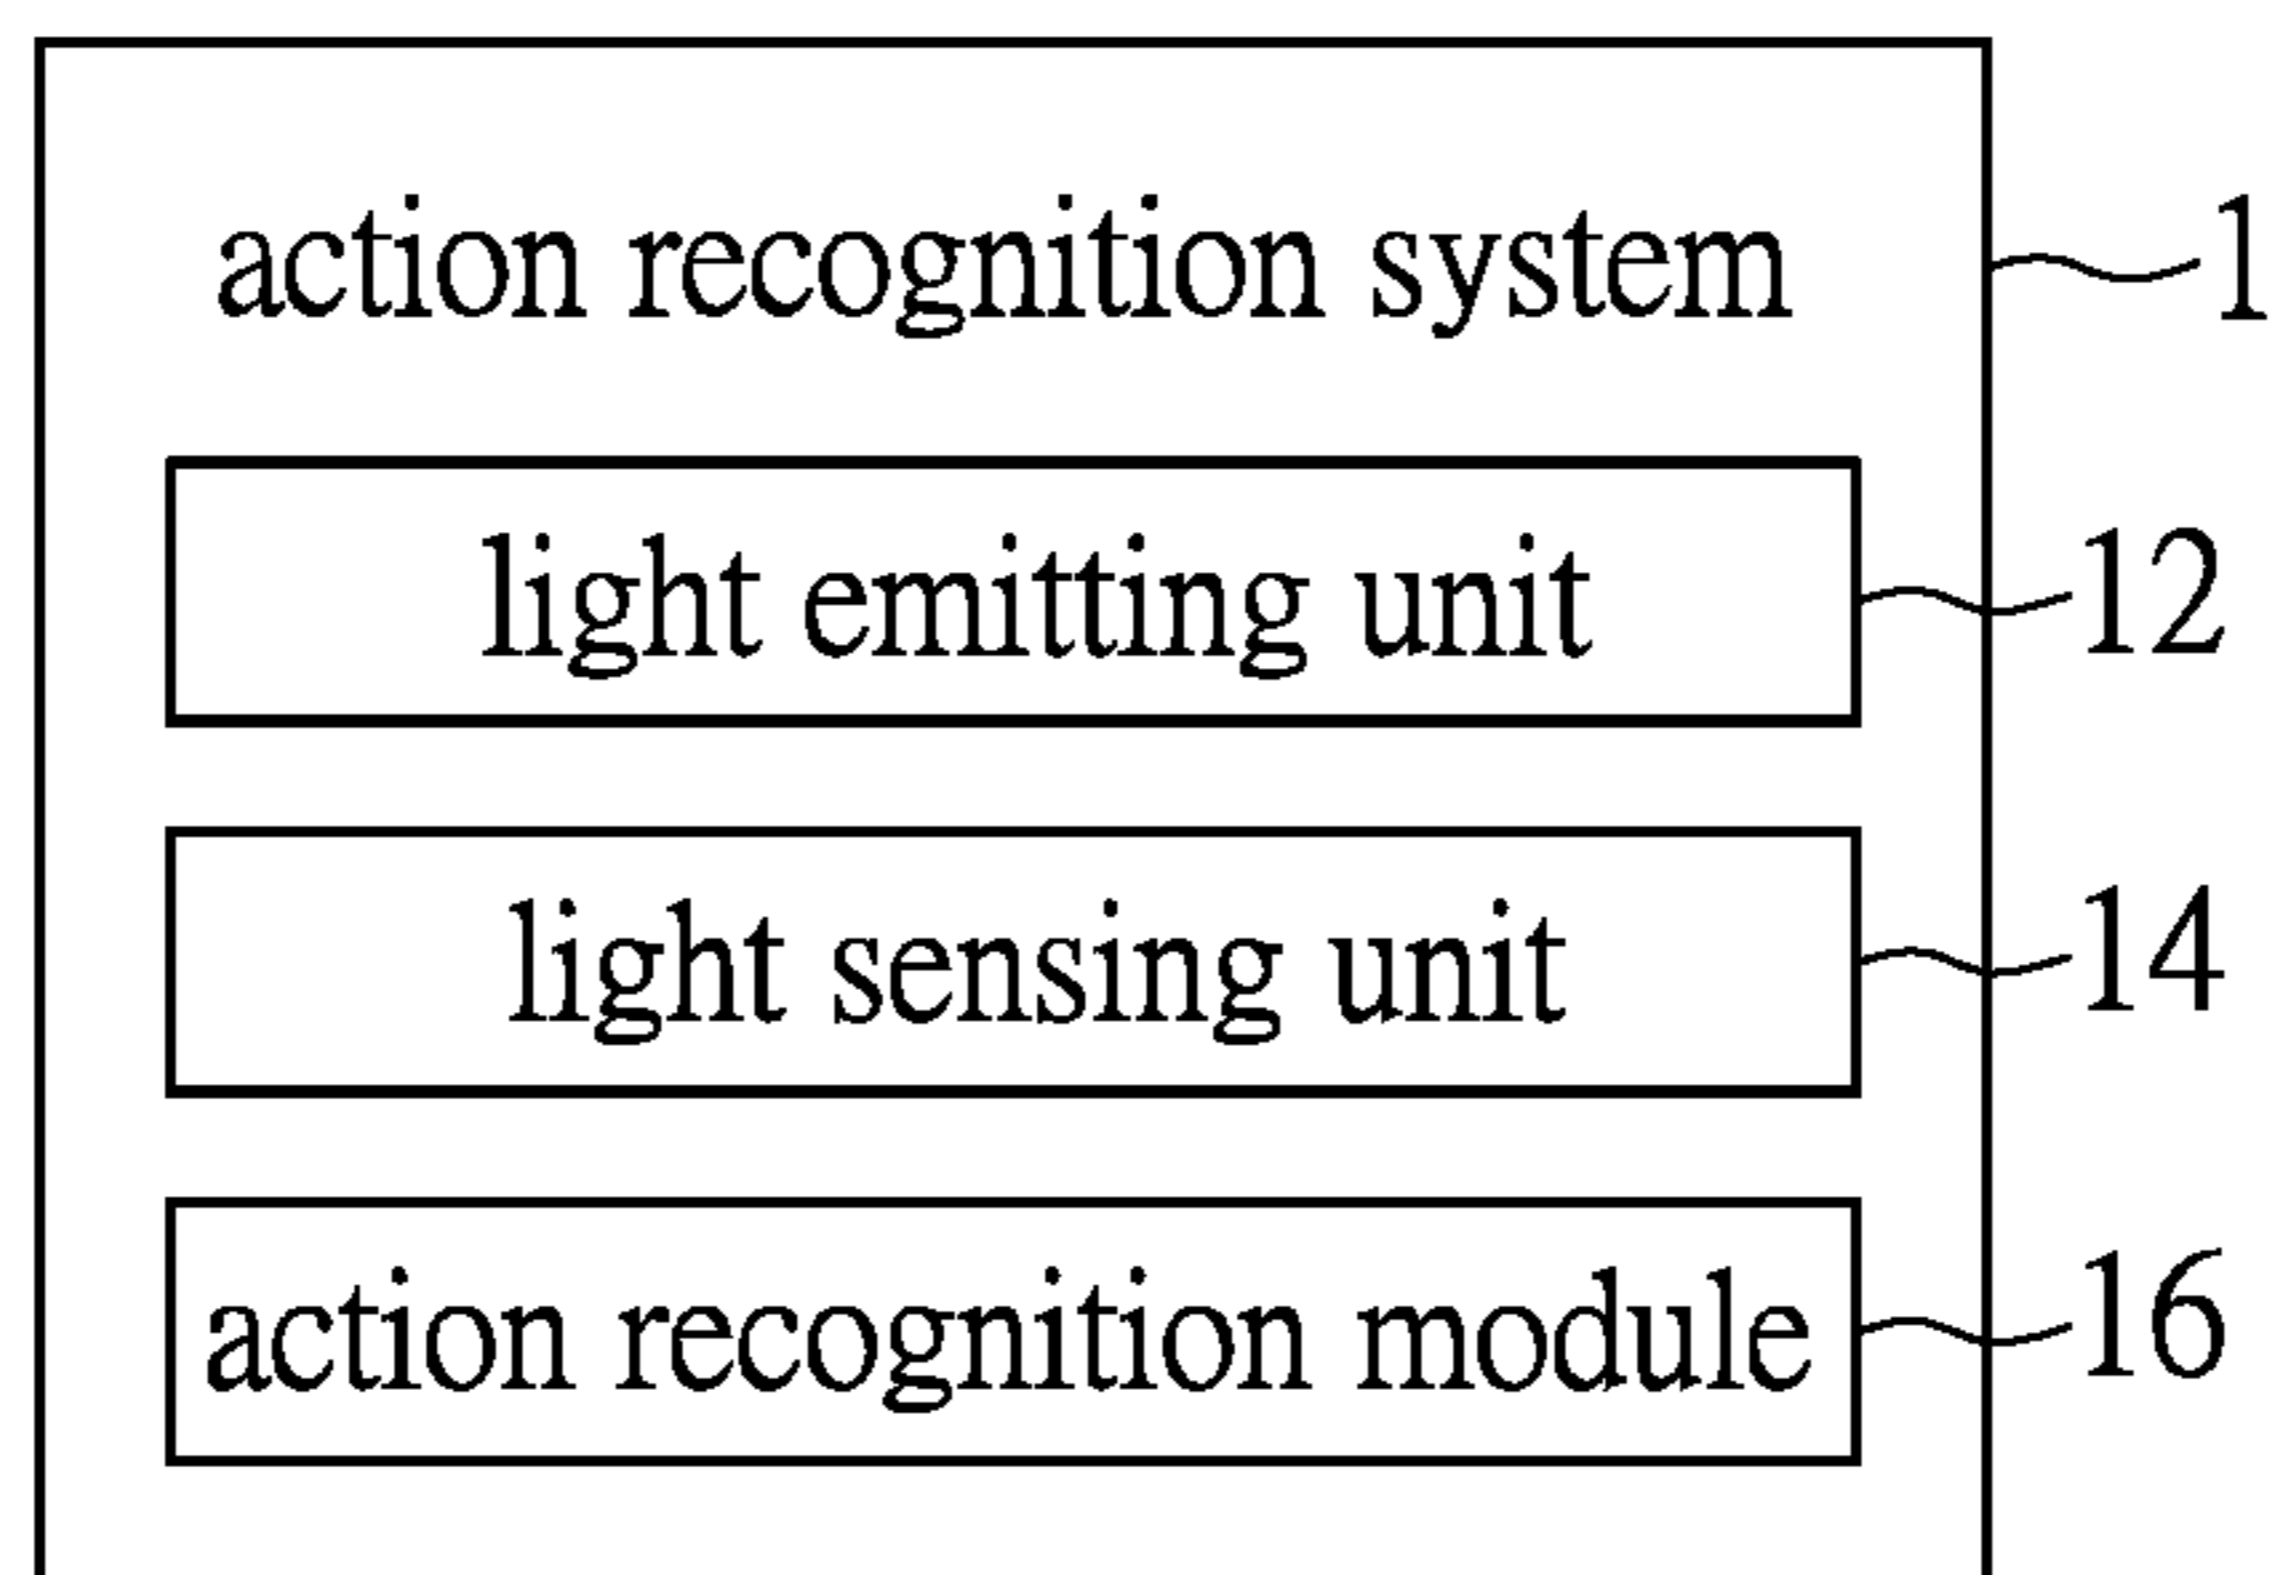 action recognition system 1
light emitting unit 12
light sensing unit 14
action recognition module 16